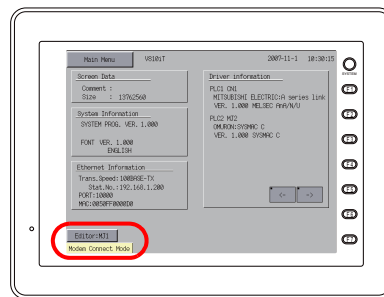 Main Menu V810iT 2007-11-1 10:30:15
Screen Data
Comment :
Size : 13762560
System Information
SYSTEM PROG. VER. 1.000
FONT VER. 1.000
ENGLISH
Ethernet Information
Trans.Speed:100BASE-TX
Stat.No.:192.168.1.200
PORT:10000
MAC:0050FF0000D0
Driver information
PLC1 CN1
MITSUBISHI ELECTRIC:A series link
VER. 1.000 MELSEC AnA/N/U
PLC2 MJ2
OMRON:SYSMAC C
VER. 1.000 SYSMAC C
<- ->
Editor:MJ1
Modem Connect Mode
SYSTEM
F1
F2
F3
F4
F5
F6
F7